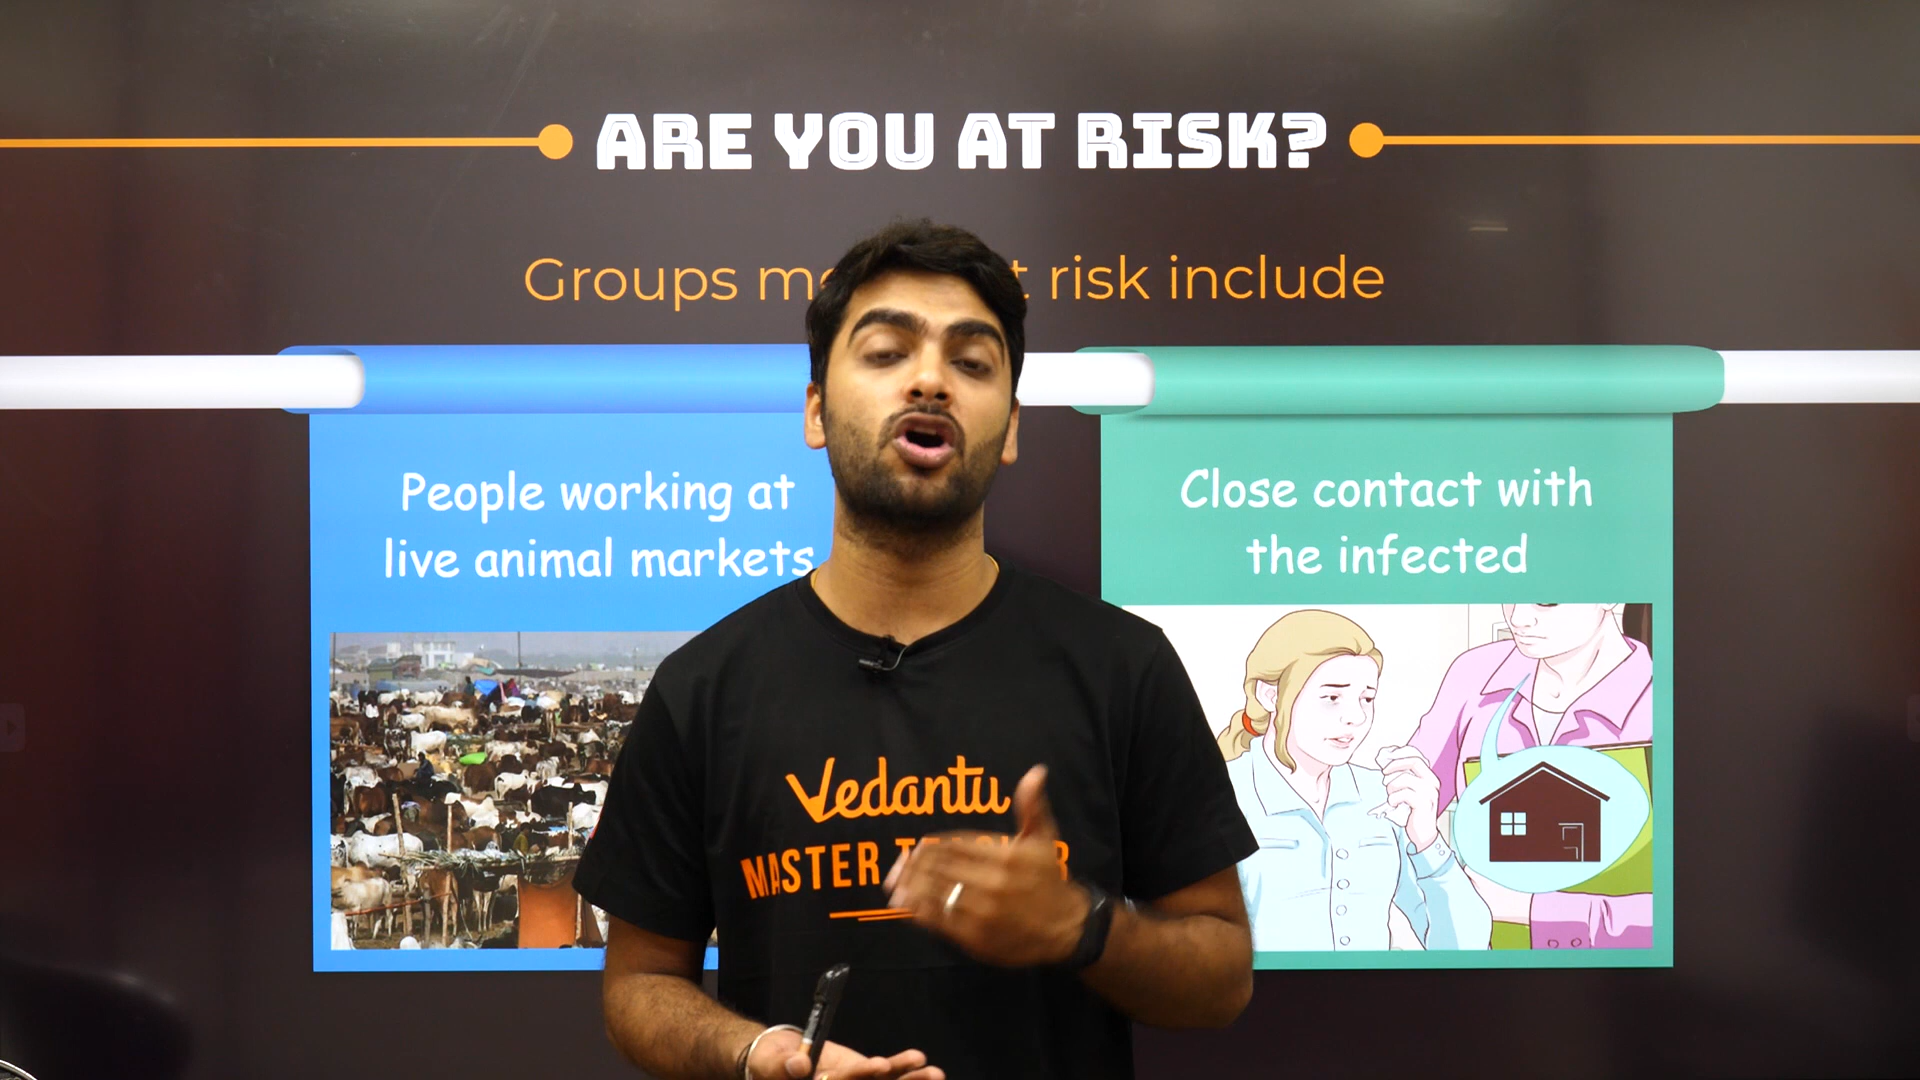 ARE YOU AT RISK?
Groups risk include
People working at
live animal markets
Close contact with
the infected
Vedantu
MASTER